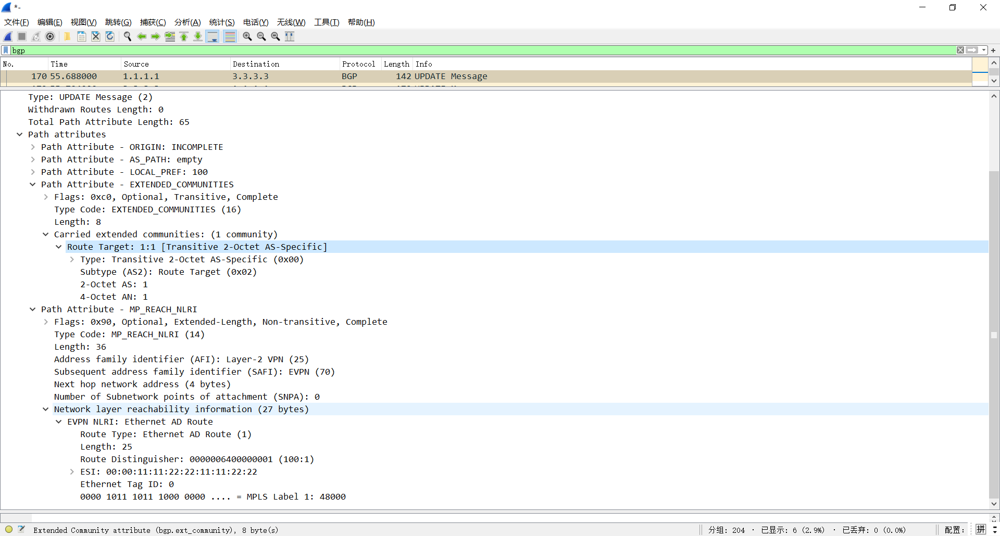 *-
文件(F) 编辑(E) 视图(V) 跳转(G) 捕获(C) 分析(A) 统计(S) 电话(Y) 无线(W) 工具(T) 帮助(H)
bgp
No. Time Source Destination Protocol Length Info
170 55.688000 1.1.1.1 3.3.3.3 BGP 142 UPDATE Message
Type: UPDATE Message (2)
Withdrawn Routes Length: 0
Total Path Attribute Length: 65
Path attributes
Path Attribute - ORIGIN: INCOMPLETE
Path Attribute - AS_PATH: empty
Path Attribute - LOCAL_PREF: 100
Path Attribute - EXTENDED_COMMUNITIES
Flags: 0xc0, Optional, Transitive, Complete
Type Code: EXTENDED_COMMUNITIES (16)
Length: 8
Carried extended communities: (1 community)
Route Target: 1:1 [Transitive 2-Octet AS-Specific]
Type: Transitive 2-Octet AS-Specific (0x00)
Subtype (AS2): Route Target (0x02)
2-Octet AS: 1
4-Octet AN: 1
Path Attribute - MP_REACH_NLRI
Flags: 0x90, Optional, Extended-Length, Non-transitive, Complete
Type Code: MP_REACH_NLRI (14)
Length: 36
Address family identifier (AFI): Layer-2 VPN (25)
Subsequent address family identifier (SAFI): EVPN (70)
Next hop network address (4 bytes)
Number of Subnetwork points of attachment (SNPA): 0
Network layer reachability information (27 bytes)
EVPN NLRI: Ethernet AD Route
Route Type: Ethernet AD Route (1)
Length: 25
Route Distinguisher: 0000006400000001 (100:1)
ESI: 00:00:11:11:22:22:11:11:22:22
Ethernet Tag ID: 0
0000 1011 1011 1000 0000 .... = MPLS Label 1: 48000
Extended Community attribute (bgp.ext_community), 8 byte(s) 分组: 204 · 已显示: 6 (2.9%) · 已丢弃: 0 (0.0%) 配置: 拼